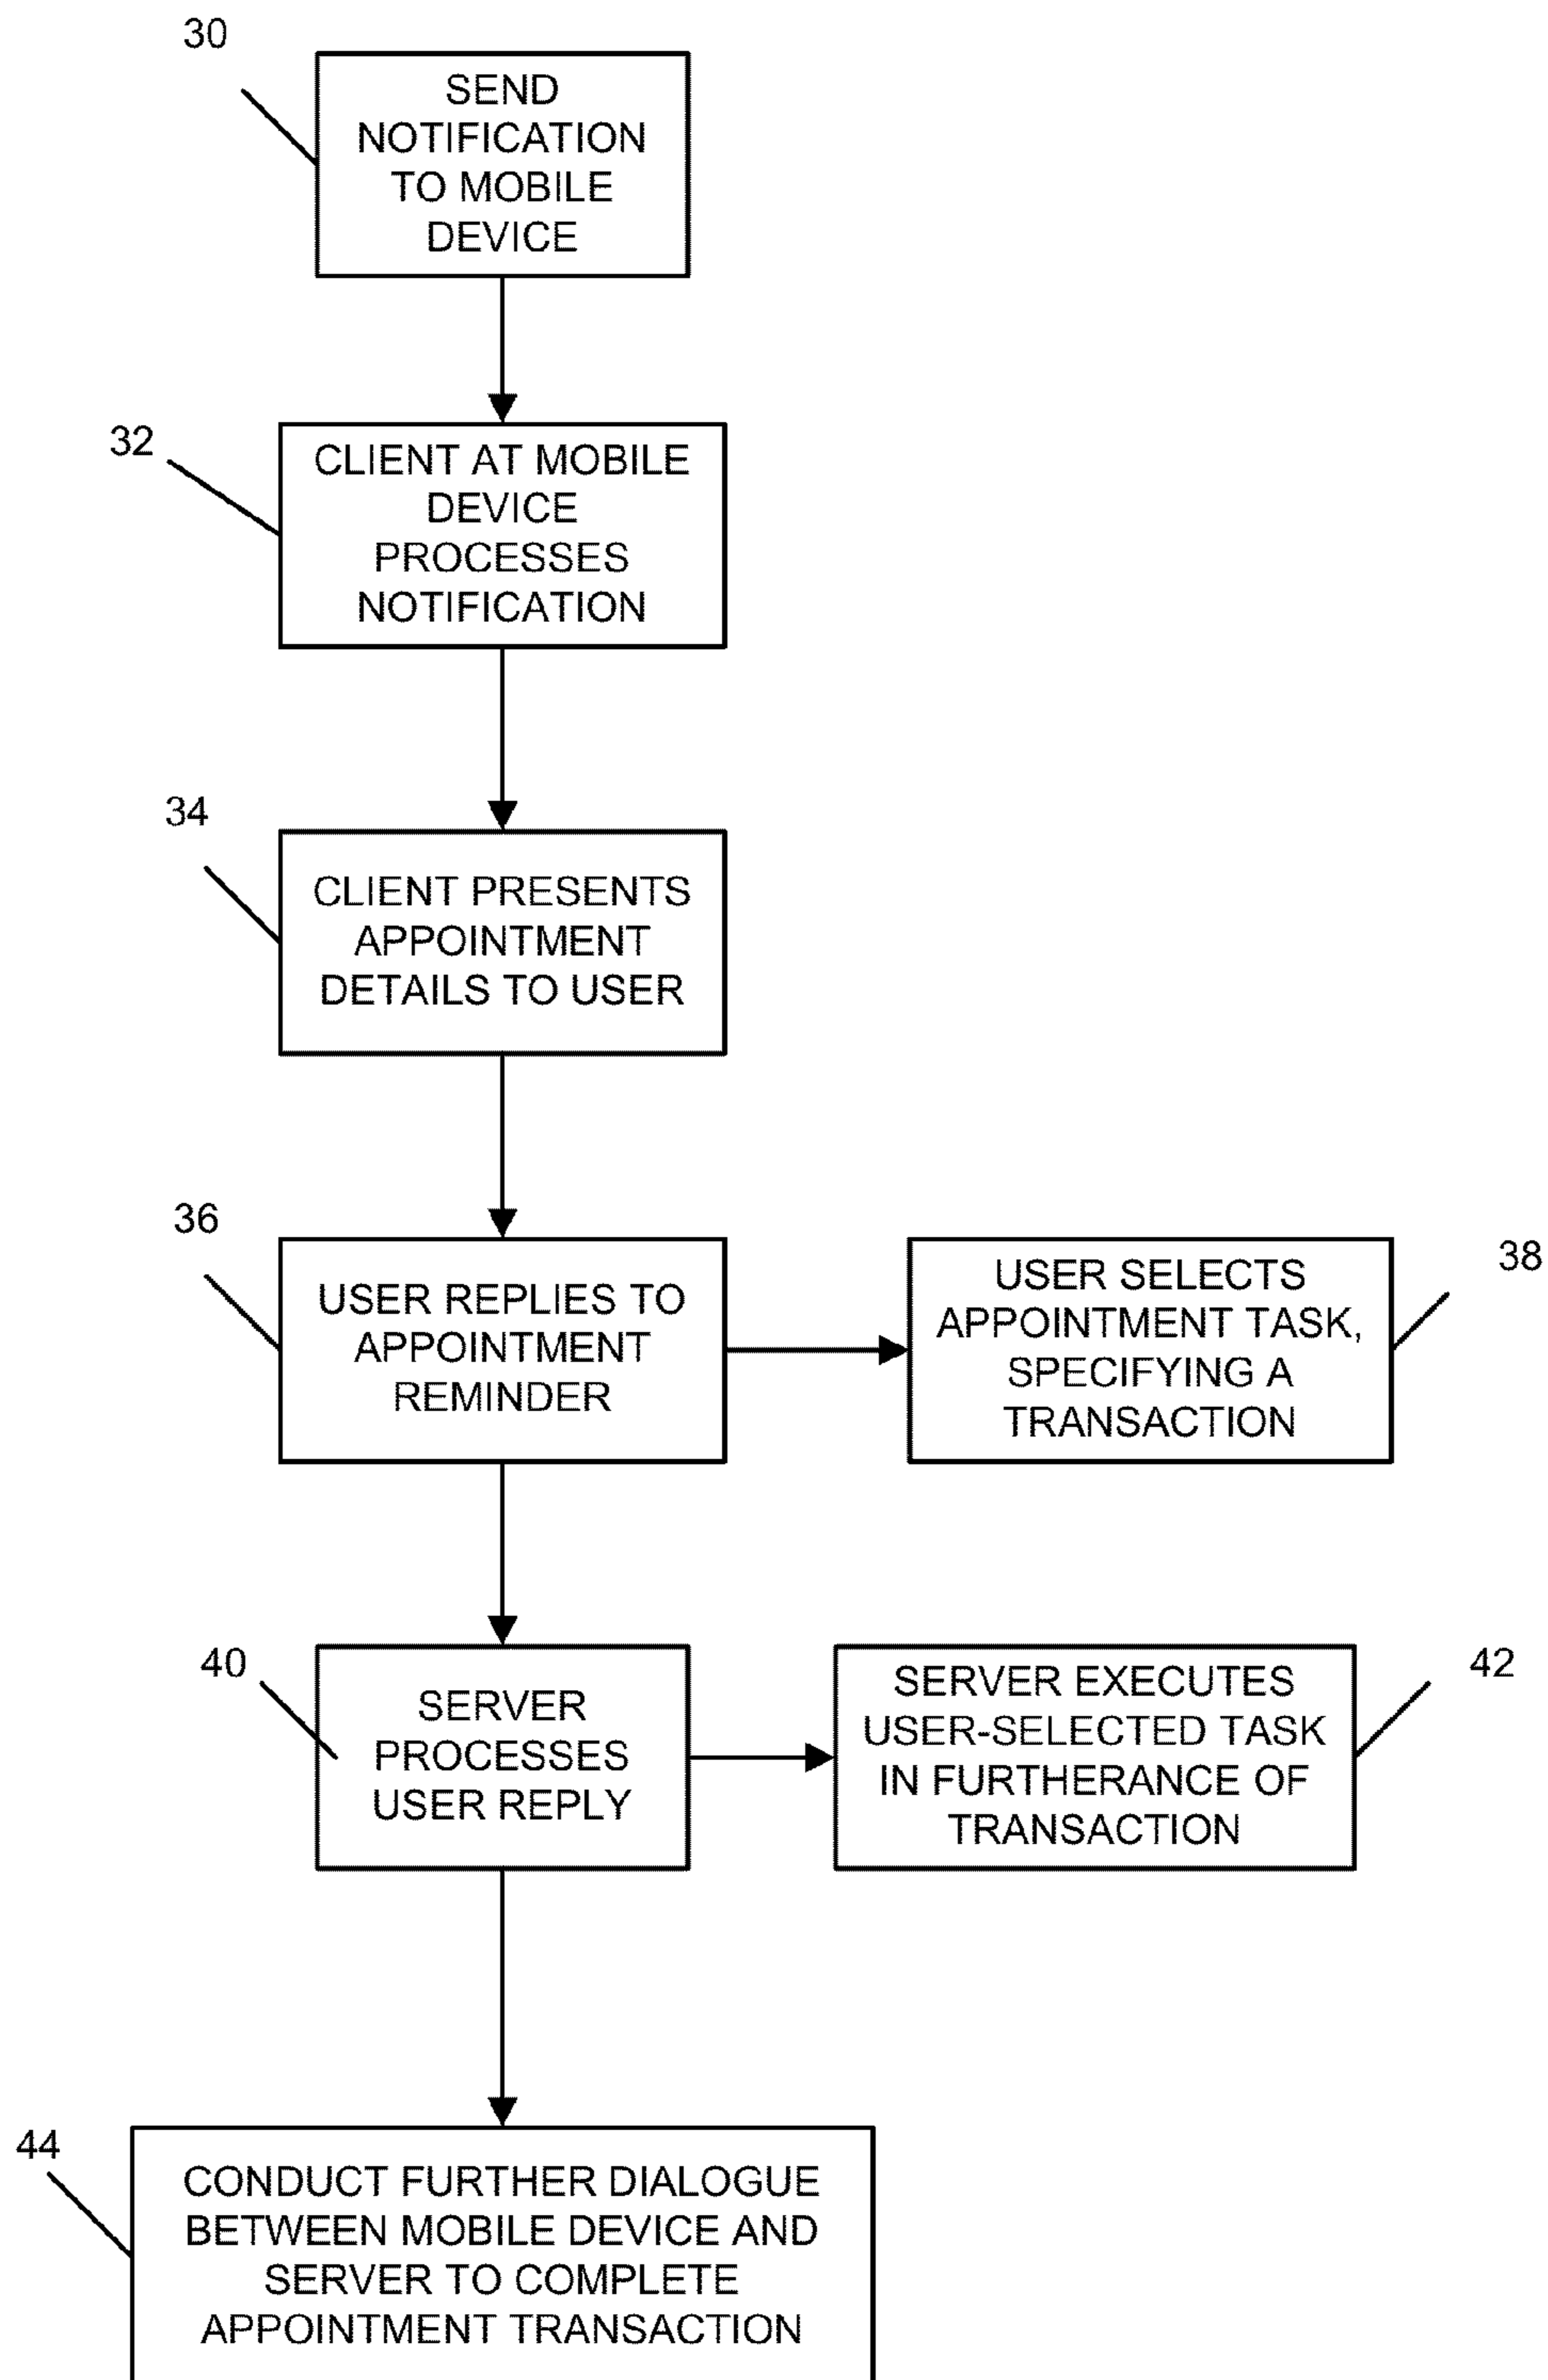 30
SEND
NOTIFICATION
TO MOBILE
DEVICE
32
CLIENT AT MOBILE
DEVICE
PROCESSES
NOTIFICATION
34
CLIENT PRESENTS
APPOINTMENT
DETAILS TO USER
36
USER REPLIES TO
APPOINTMENT
REMINDER
38
USER SELECTS
APPOINTMENT TASK,
SPECIFYING A
TRANSACTION
40
SERVER
PROCESSES
USER REPLY
42
SERVER EXECUTES
USER-SELECTED TASK
IN FURTHERANCE OF
TRANSACTION
44
CONDUCT FURTHER DIALOGUE
BETWEEN MOBILE DEVICE AND
SERVER TO COMPLETE
APPOINTMENT TRANSACTION